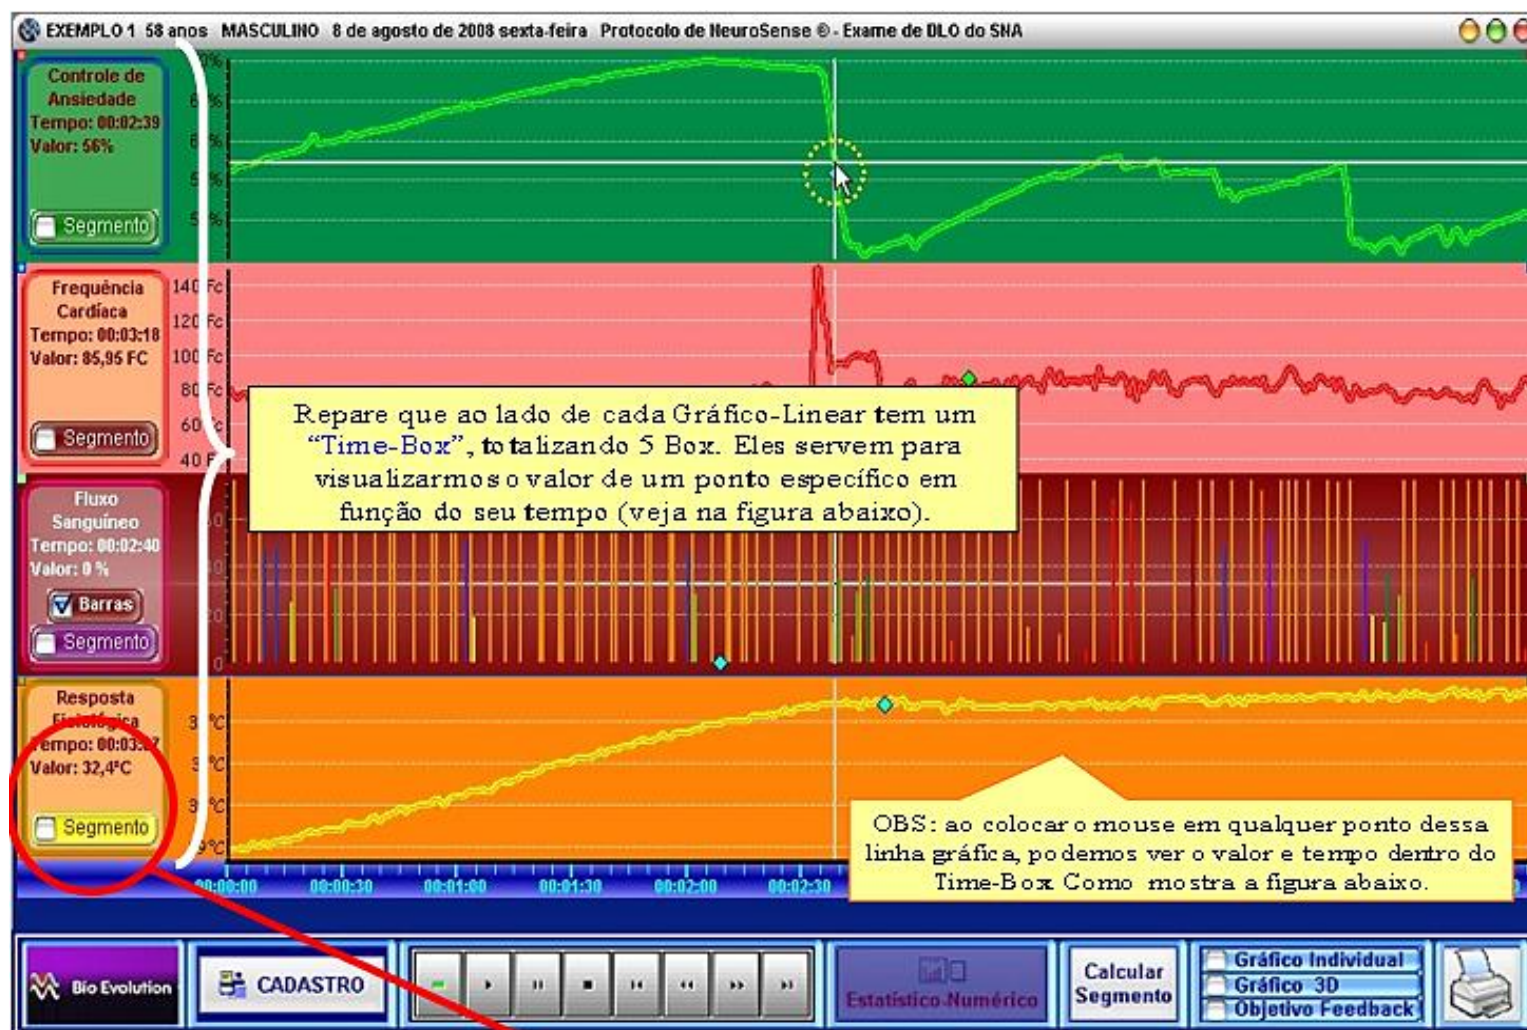 EXEMPLO 1 58 anos MASCULINO 8 de agosto de 2008 sexta-feira Protocolo de NeuroSense © - Exame de DLO do SNA
Controle de
Ansiedade
Tempo: 00:02:39
Valor: 56%
Segmento
Frequência
Cardíaca
Tempo: 00:03:18
Valor: 85,95 FC
Segmento
140 Fc
120 Fc
100 Fc
80 Fc
60
40
Repare que ao lado de cada Gráfico-Linear tem um
“Time-Box”, totalizando 5 Box. Eles servem para
visualizarmos o valor de um ponto específico em
função do seu tempo (veja na figura abaixo).
Fluxo
Sanguíneo
Tempo: 00:02:40
Valor: 0 %
Barras
Segmento
Resposta
Fisiológica
Tempo:
Valor: 32,4ºC
Segmento
OBS: ao colocar o mouse em qualquer ponto dessa
linha gráfica, podemos ver o valor e tempo dentro do
Time-Box. Como mostra a figura abaixo.
00:00:00 00:00:30 00:01:00 00:01:30 00:02:00 00:02:30
Bio Evolution
CADASTRO
Estatístico-Numérico
Calcular
Segmento
Gráfico Individual
Gráfico 3D
Objetivo Feedback